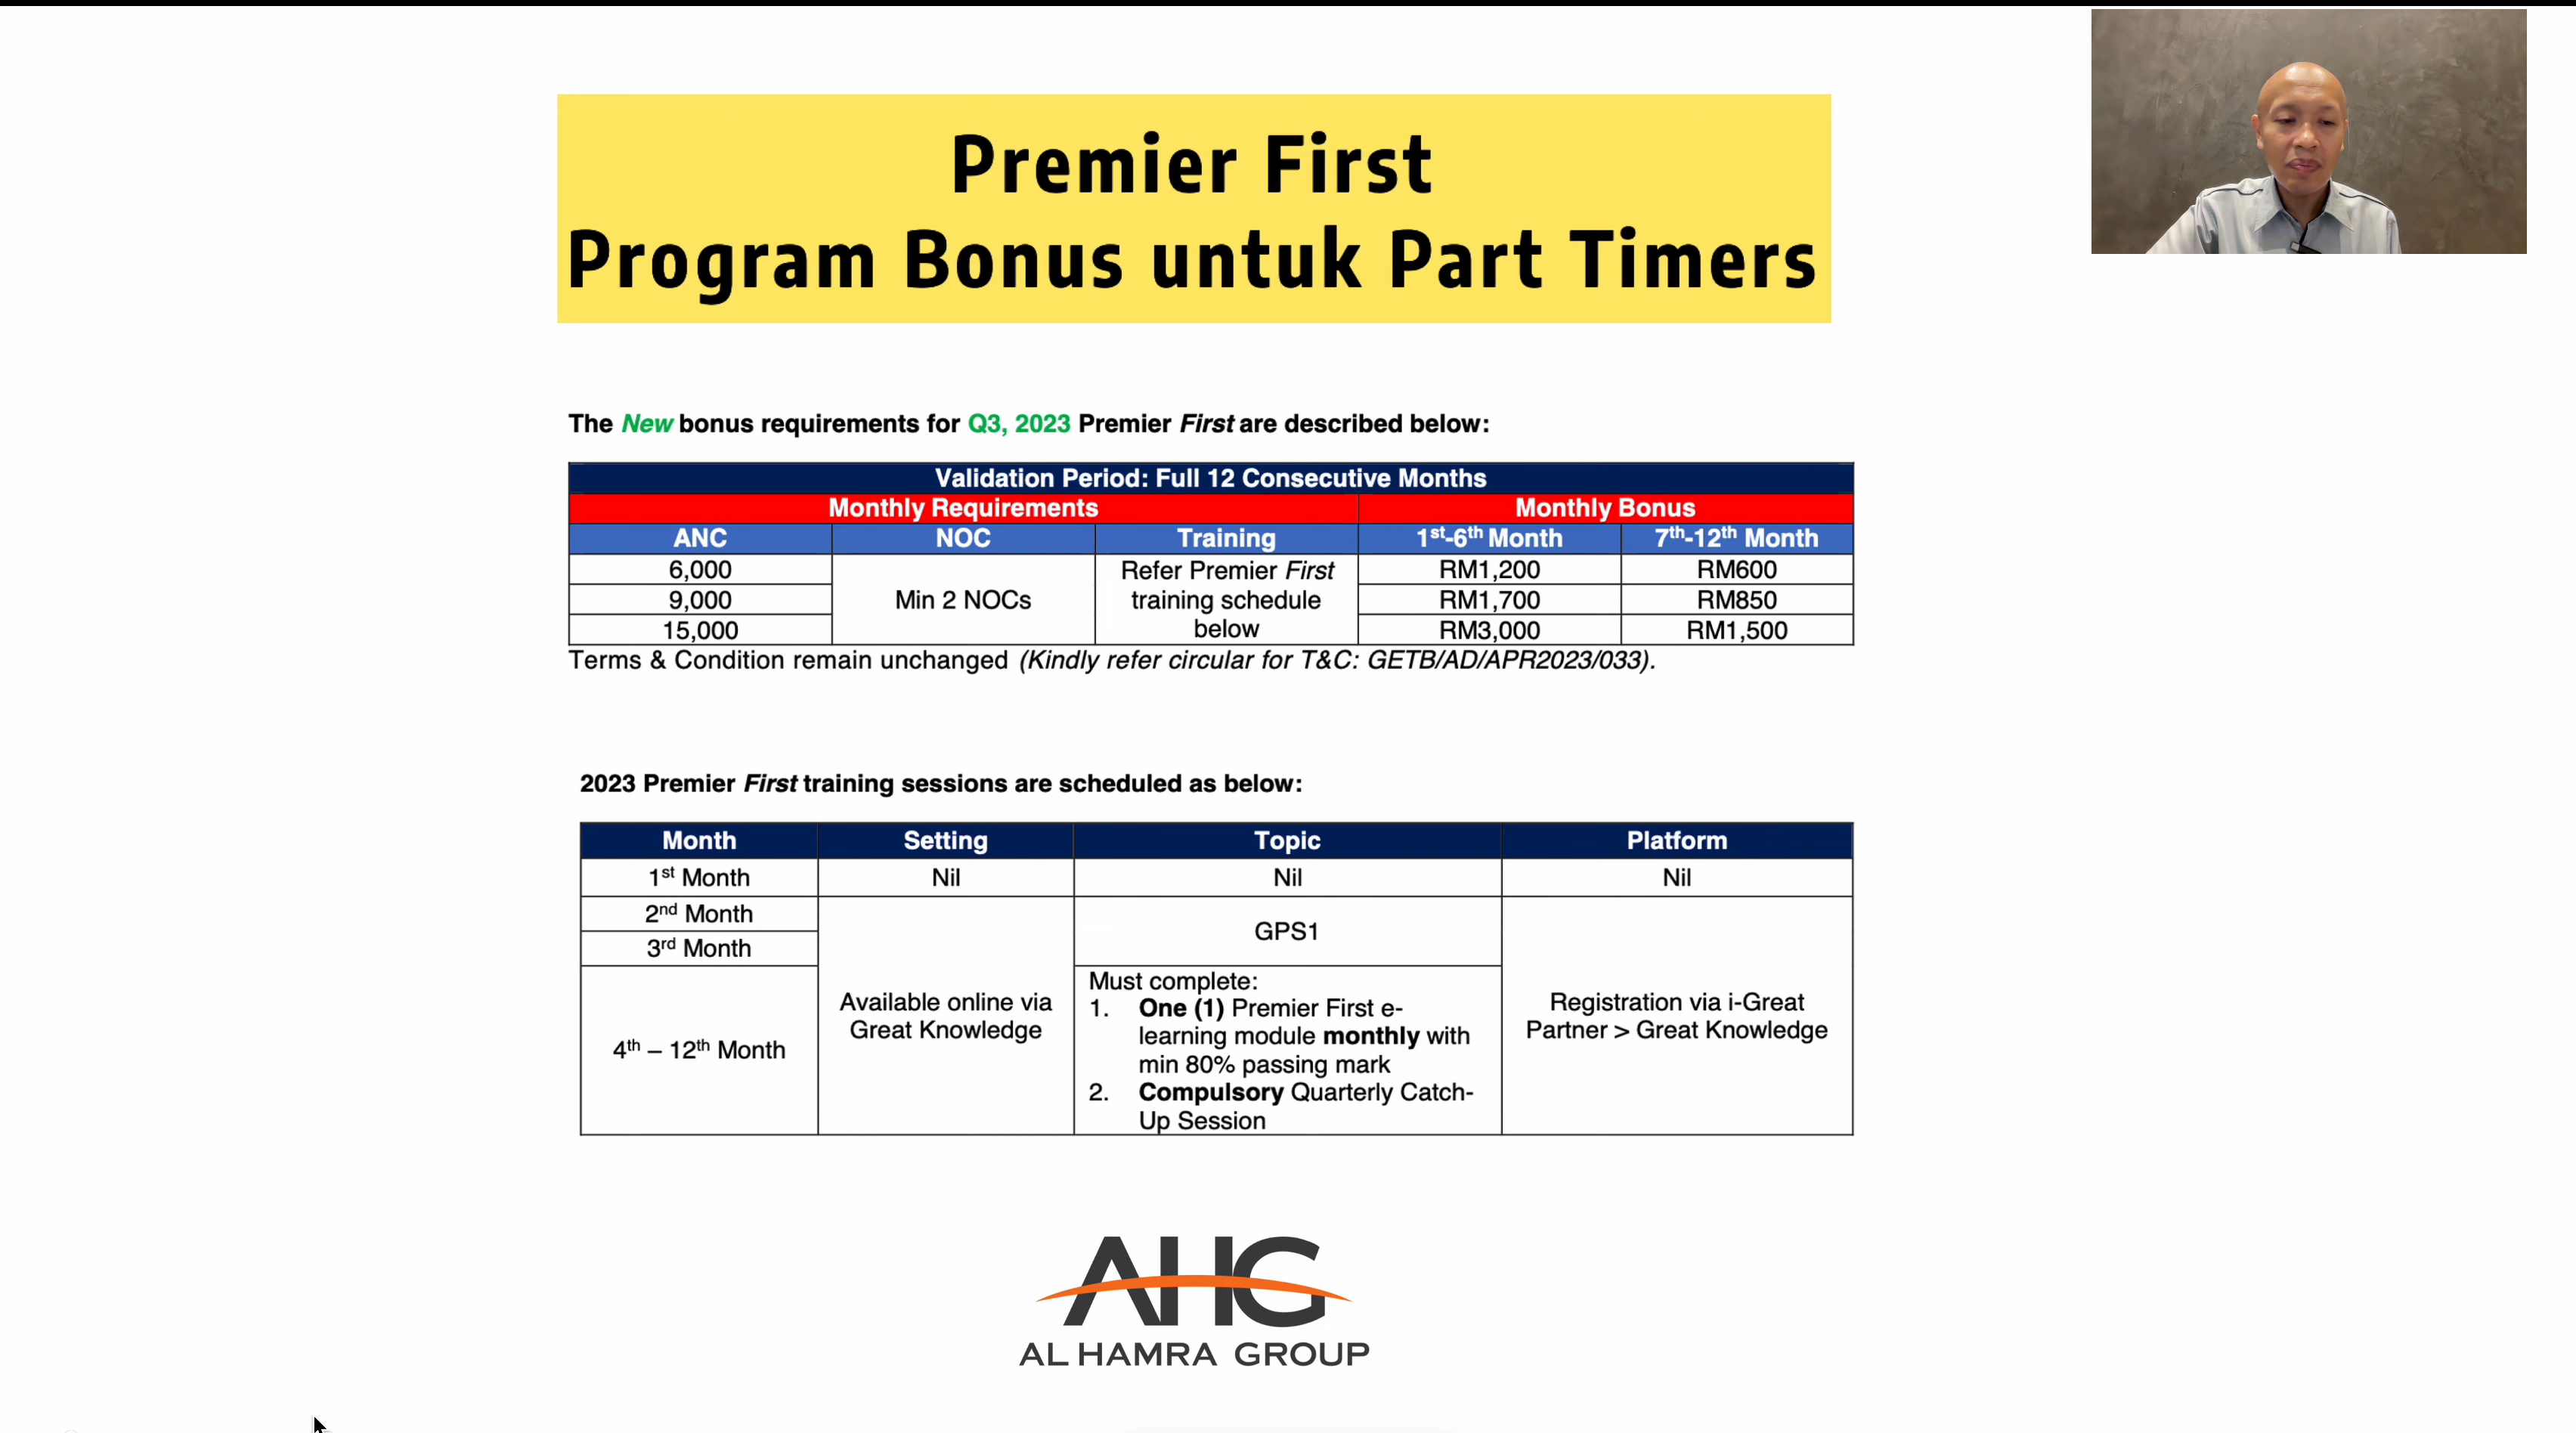 Premier First
Program Bonus untuk Part Timers
The New bonus requirements for Q3, 2023 Premier First are described below:
Validation Period: Full 12 Consecutive Months
Monthly Requirements Monthly Bonus
ANC NOC Training 1st-6th Month 7th-12th Month
6,000 Min 2 NOCs Refer Premier First training schedule below RM1,200 RM600
9,000 RM1,700 RM850
15,000 RM3,000 RM1,500
Terms & Condition remain unchanged (Kindly refer circular for T&C: GETB/AD/APR2023/033).
2023 Premier First training sessions are scheduled as below:
Month Setting Topic Platform
1st Month Nil Nil Nil
2nd Month
3rd Month
GPS1
4th – 12th Month
Available online via
Great Knowledge
Must complete:
1. One (1) Premier First e-
learning module monthly with
min 80% passing mark
2. Compulsory Quarterly Catch-
Up Session
Registration via i-Great
Partner > Great Knowledge
AHG
AL HAMRA GROUP